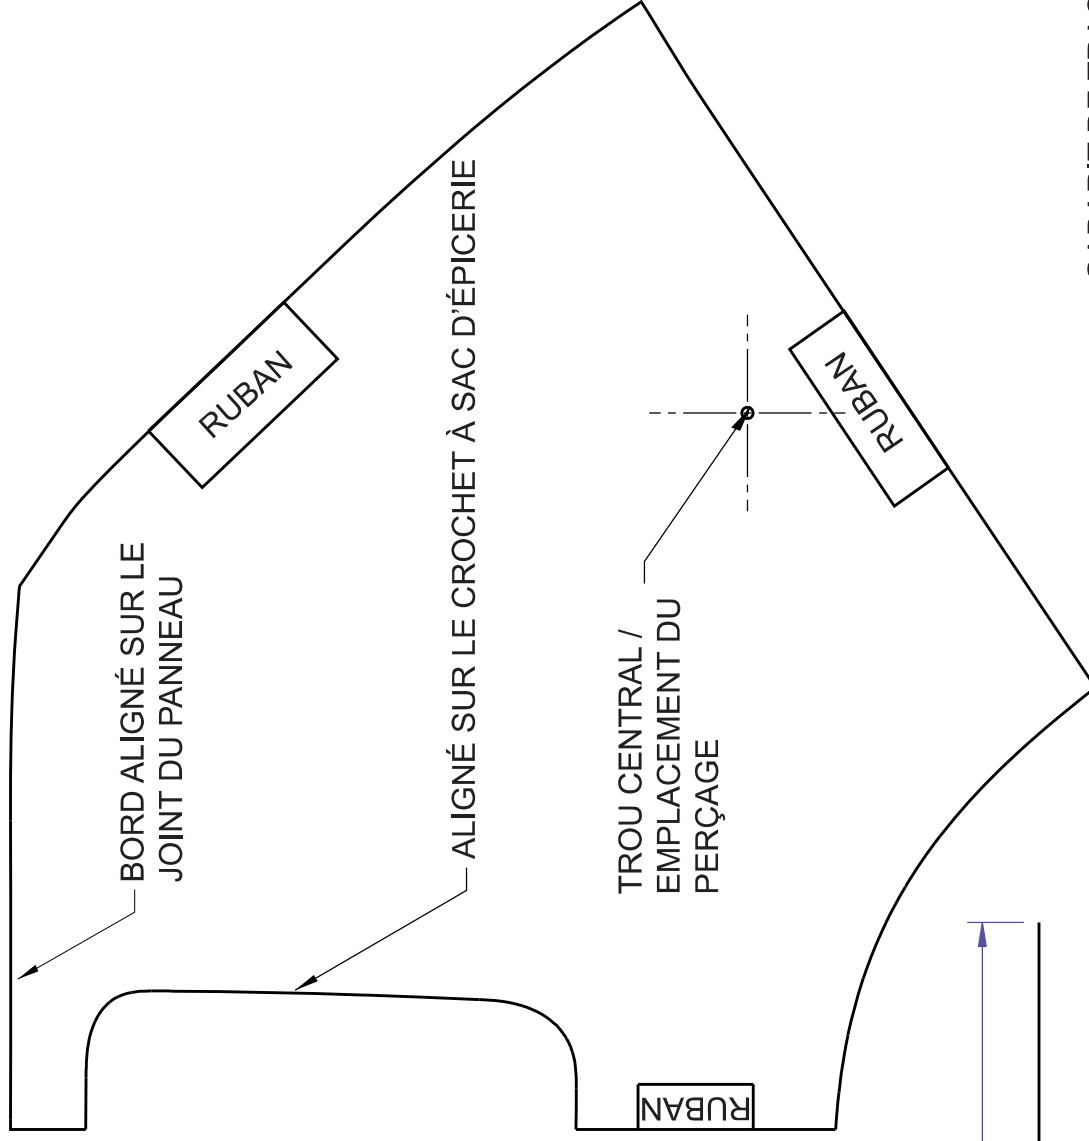 BORD ALIGNÉ SUR LE
JOINT DU PANNEAU
ALIGNÉ SUR LE CROCHET À SAC D'ÉPICERIE
TROU CENTRAL /
EMPLACEMENT DU
PERÇAGE
RUBAN
RUBAN
RUBAN